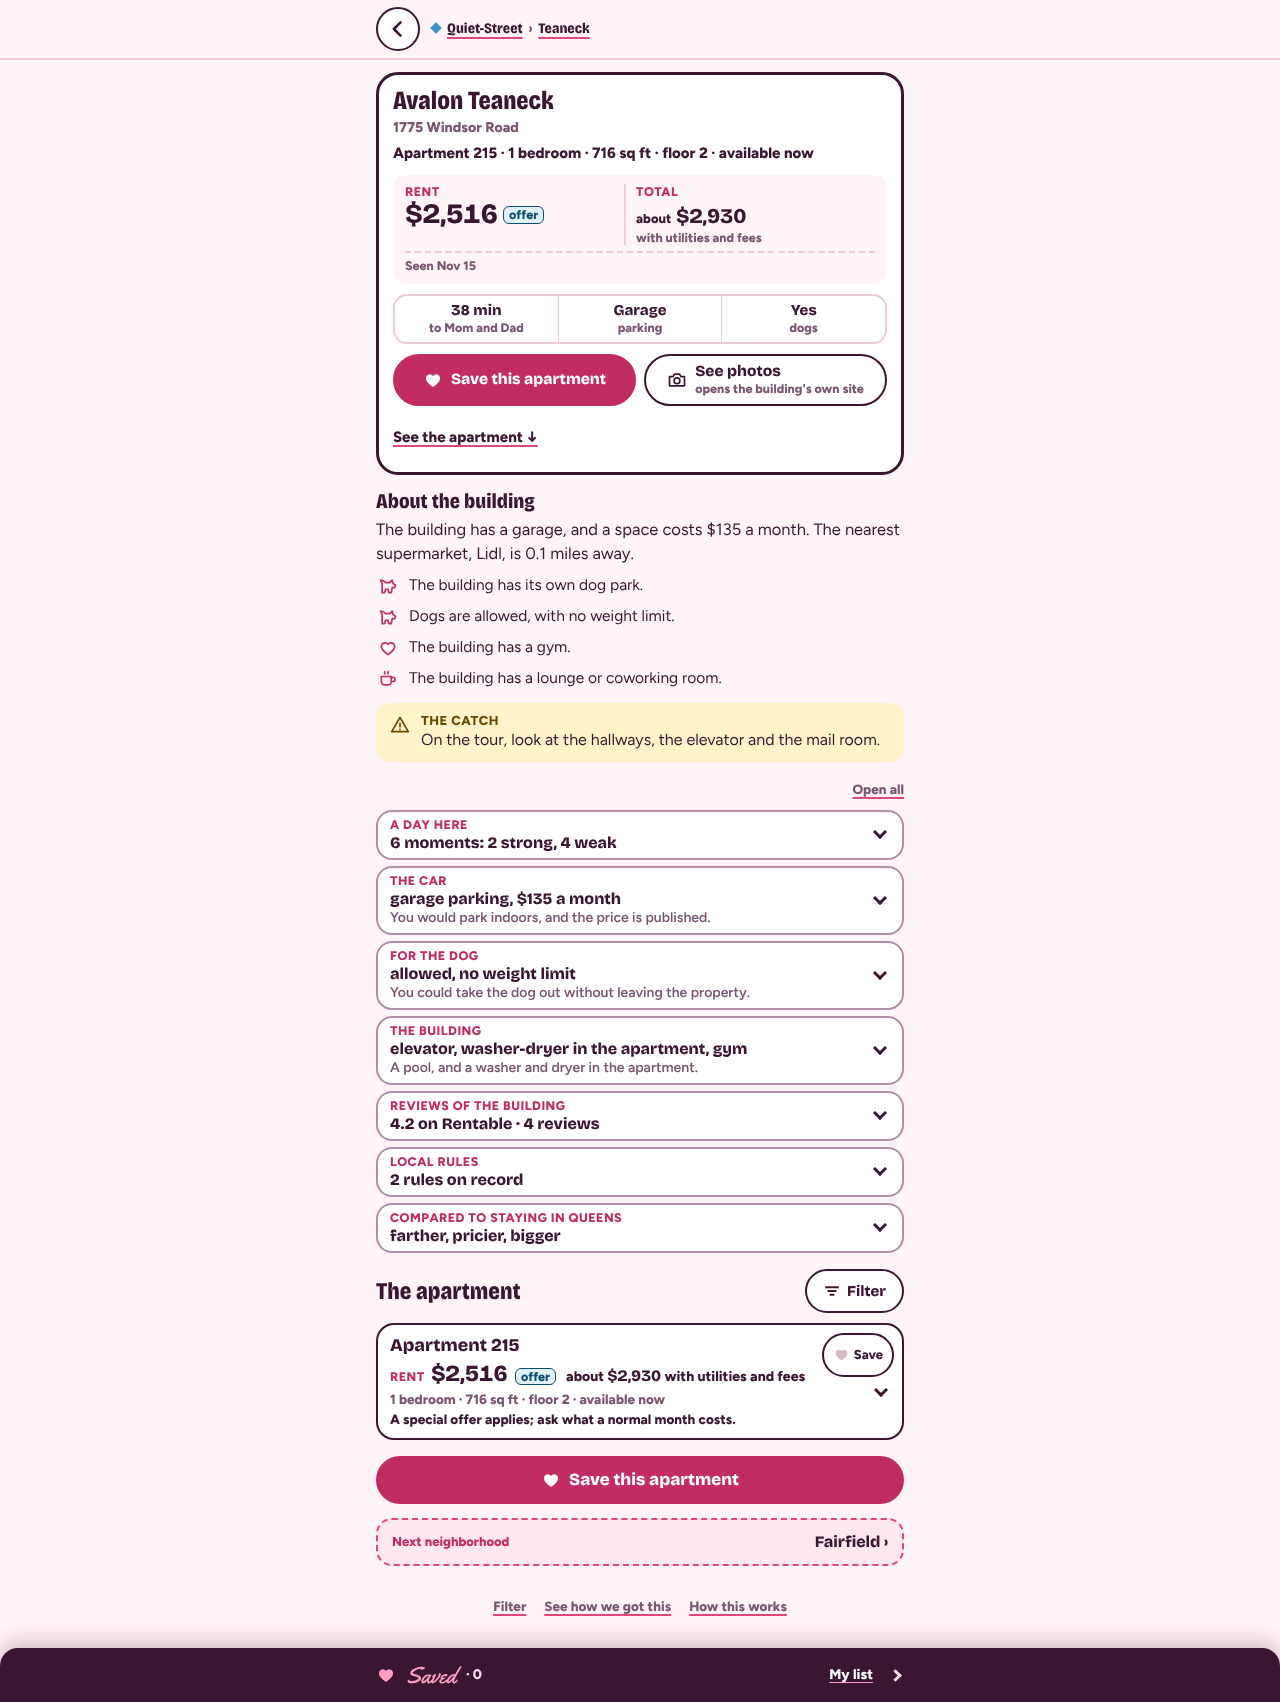 Quiet-Street › Teaneck
Avalon Teaneck
1775 Windsor Road
Apartment 215 · 1 bedroom · 716 sq ft · floor 2 · available now
RENT
$2,516 offer
TOTAL
about $2,930
with utilities and fees
Seen Nov 15
38 min
to Mom and Dad
Garage
parking
Yes
dogs
Save this apartment
See photos
opens the building's own site
See the apartment ↓
About the building
The building has a garage, and a space costs $135 a month. The nearest
supermarket, Lidl, is 0.1 miles away.
The building has its own dog park.
Dogs are allowed, with no weight limit.
The building has a gym.
The building has a lounge or coworking room.
THE CATCH
On the tour, look at the hallways, the elevator and the mail room.
Open all
A DAY HERE
6 moments: 2 strong, 4 weak
THE CAR
garage parking, $135 a month
You would park indoors, and the price is published.
FOR THE DOG
allowed, no weight limit
You could take the dog out without leaving the property.
THE BUILDING
elevator, washer-dryer in the apartment, gym
A pool, and a washer and dryer in the apartment.
REVIEWS OF THE BUILDING
4.2 on Rentable · 4 reviews
LOCAL RULES
2 rules on record
COMPARED TO STAYING IN QUEENS
farther, pricier, bigger
The apartment
Filter
Apartment 215
Save
RENT $2,516 offer about $2,930 with utilities and fees
1 bedroom · 716 sq ft · floor 2 · available now
A special offer applies; ask what a normal month costs.
Save this apartment
Next neighborhood
Fairfield ›
Filter See how we got this How this works
Saved · 0
My list